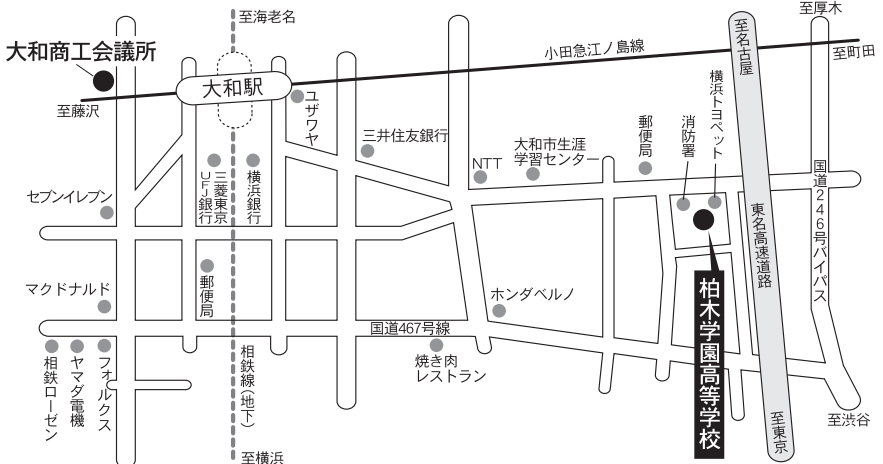 至海老名
至厚木
至名古屋
小田急江ノ島線
至町田
大和商工会議所
大和駅
至藤沢
ユザワヤ
三井住友銀行
NTT
大和市生涯
学習センター
郵便局
消防署
横浜トヨペット
セブンイレブン
三菱東京
UFJ銀行
横浜銀行
国道246号バイパス
東名高速道路
マクドナルド
郵便局
ホンダベルノ
柏木学園高等学校
国道467号線
相鉄ローゼン
ヤマダ電機
フォルクス
相鉄線（地下）
焼き肉
レストラン
至東京
至渋谷
至横浜